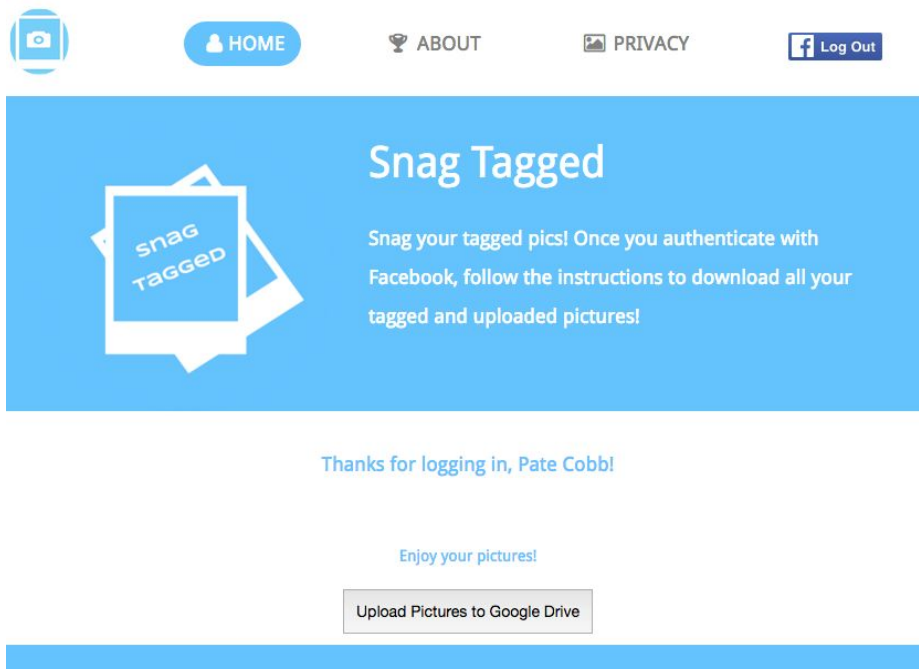 HOME
ABOUT
PRIVACY
f Log Out
Snag Tagged
snag
Tagged
Snag your tagged pics! Once you authenticate with
Facebook, follow the instructions to download all your
tagged and uploaded pictures!
Thanks for logging in, Pate Cobb!
Enjoy your pictures!
Upload Pictures to Google Drive